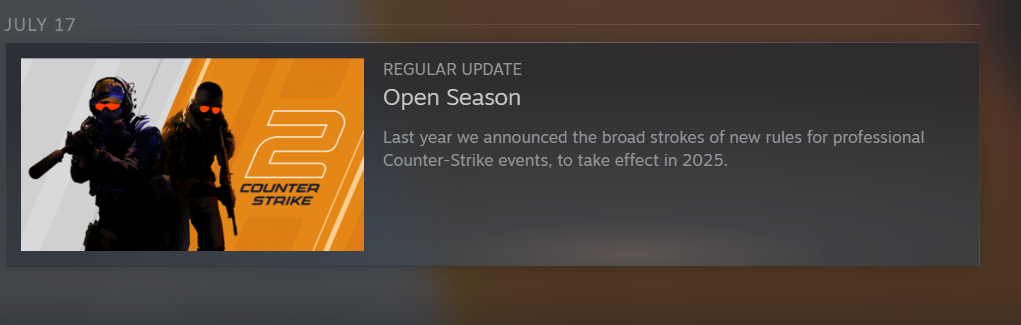 JULY 17
REGULAR UPDATE
Open Season
Last year we announced the broad strokes of new rules for professional
Counter-Strike events, to take effect in 2025.
2
COUNTER
STRIKE